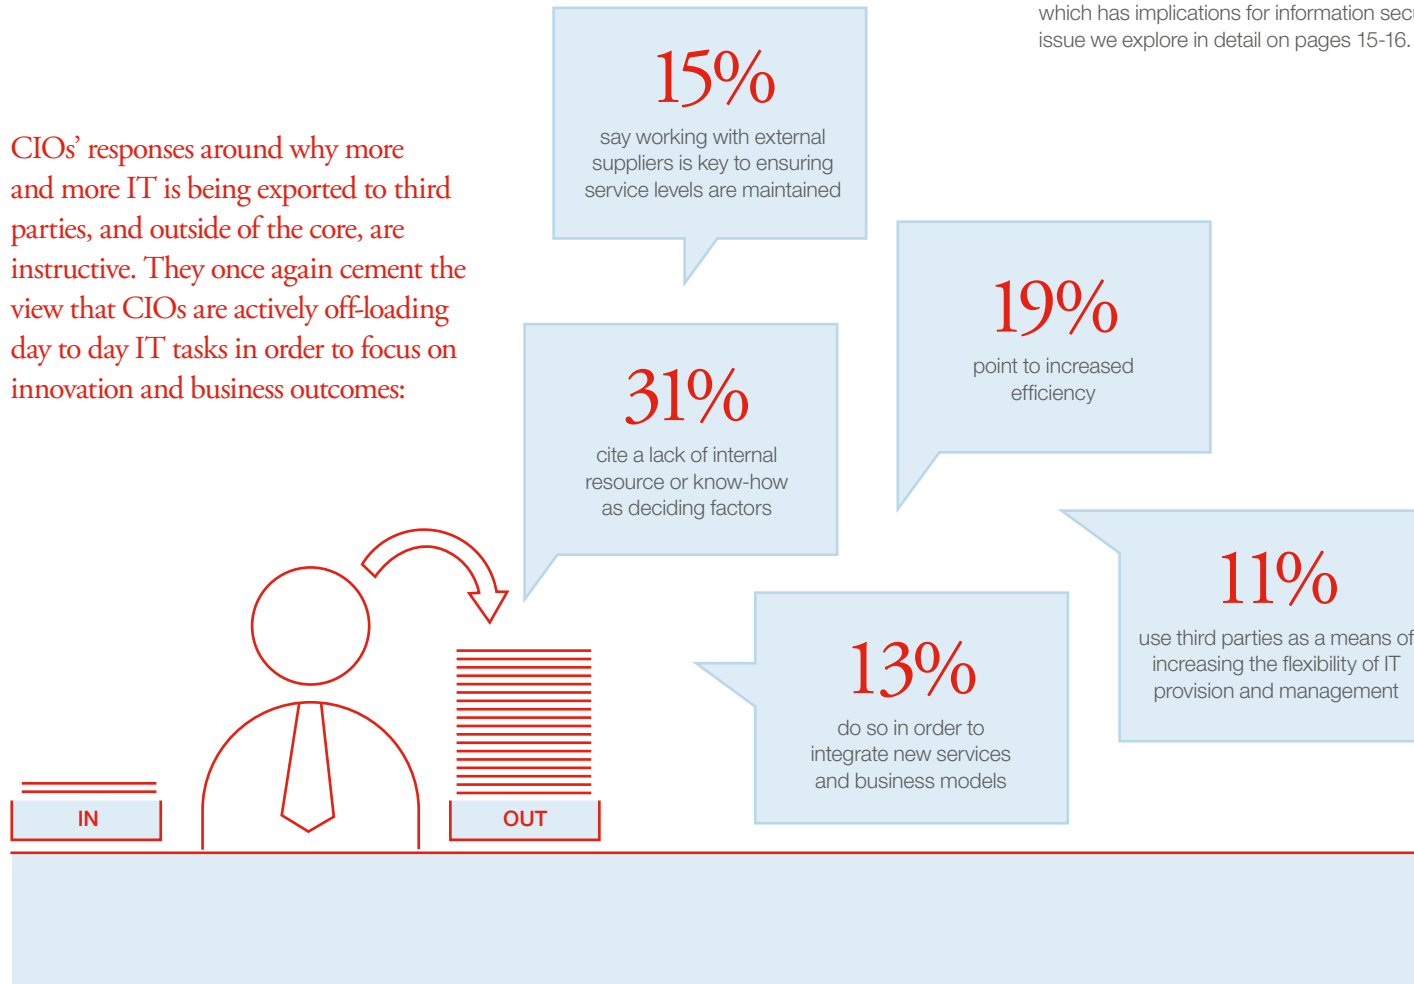 which has implications for information secu
issue we explore in detail on pages 15-16.
CIOs’ responses around why more
and more IT is being exported to third
parties, and outside of the core, are
instructive. They once again cement the
view that CIOs are actively off-loading
day to day IT tasks in order to focus on
innovation and business outcomes:
15%
say working with external
suppliers is key to ensuring
service levels are maintained
19%
point to increased
efficiency
31%
cite a lack of internal
resource or know-how
as deciding factors
11%
use third parties as a means of
increasing the flexibility of IT
provision and management
13%
do so in order to
integrate new services
and business models
IN
OUT